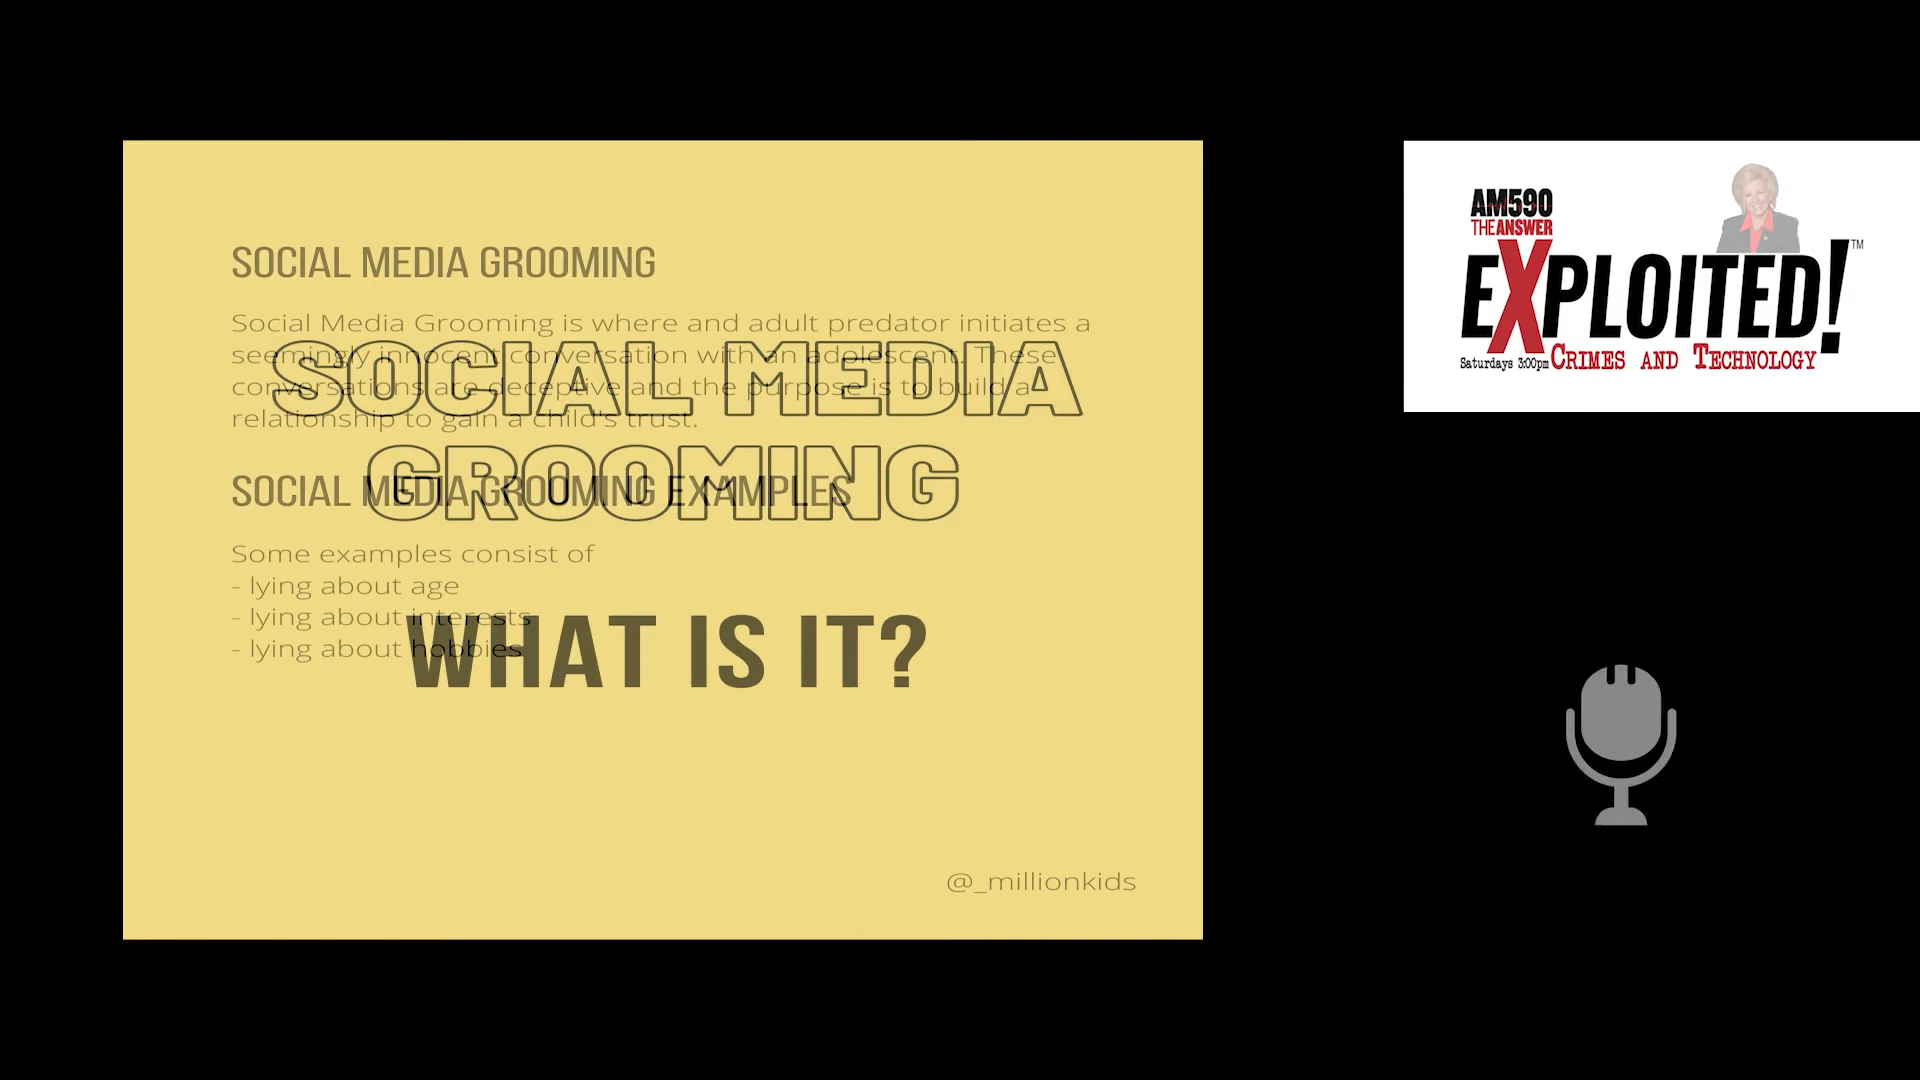 SOCIAL MEDIA GROOMING
Social Media Grooming is where and adult predator initiates a
seemingly innocent conversation with an adolescent. These
conversations are deceptive and the purpose is to build a
relationship to gain a child's trust.
SOCIAL MEDIA GROOMING EXAMPLES
Some examples consist of
- lying about age
- lying about interests
- lying about hobbies
SOCIAL MEDIA
GROOMING
WHAT IS IT?
@_millionkids
AM590
THE ANSWER
EXPLOITED! TM
Saturdays 3:00pm CRIMES AND TECHNOLOGY